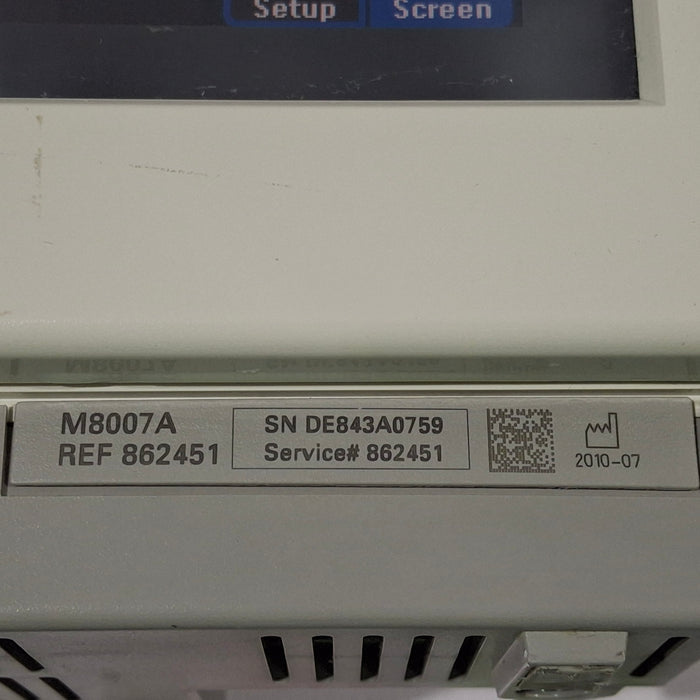 Setup Screen
M8007A
REF 862451
SN DE843A0759
Service# 862451
2010-07